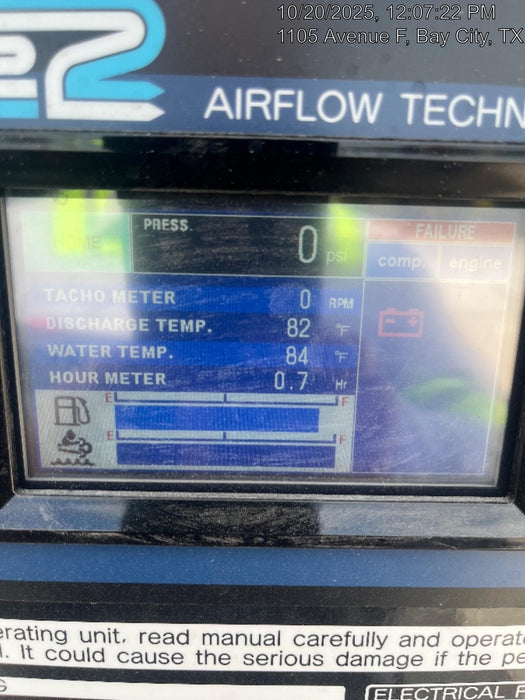 10/20/2025, 12:07:22 PM
1105 Avenue F, Bay City, TX
AIRFLOW TECHN
PRESS.
0 psi
FAILURE
comp. engine
TACHO METER 0 RPM
DISCHARGE TEMP. 82 °F
WATER TEMP. 84 °F
HOUR METER 0.7 Hr
E F
E F
erating unit, read manual carefully and operat
. It could cause the serious damage if the pe
G
ELECTRICAL